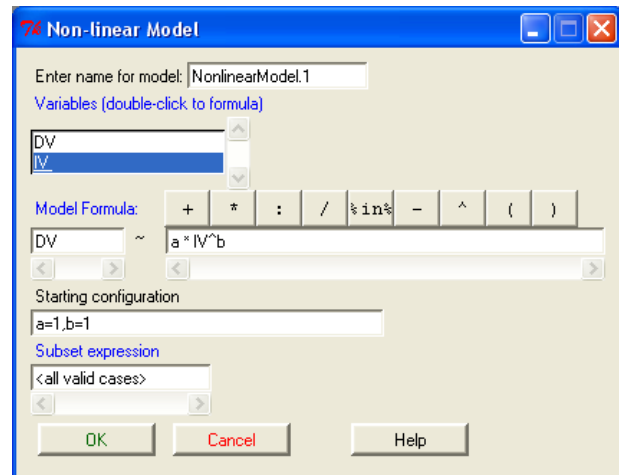 Non-linear Model
Enter name for model: NonlinearModel.1
Variables (double-click to formula)
DV
IV
Model Formula: + * : / %in% - ^ ( )
DV ~ a * IV^b
Starting configuration
a=1,b=1
Subset expression
<all valid cases>
OK Cancel Help